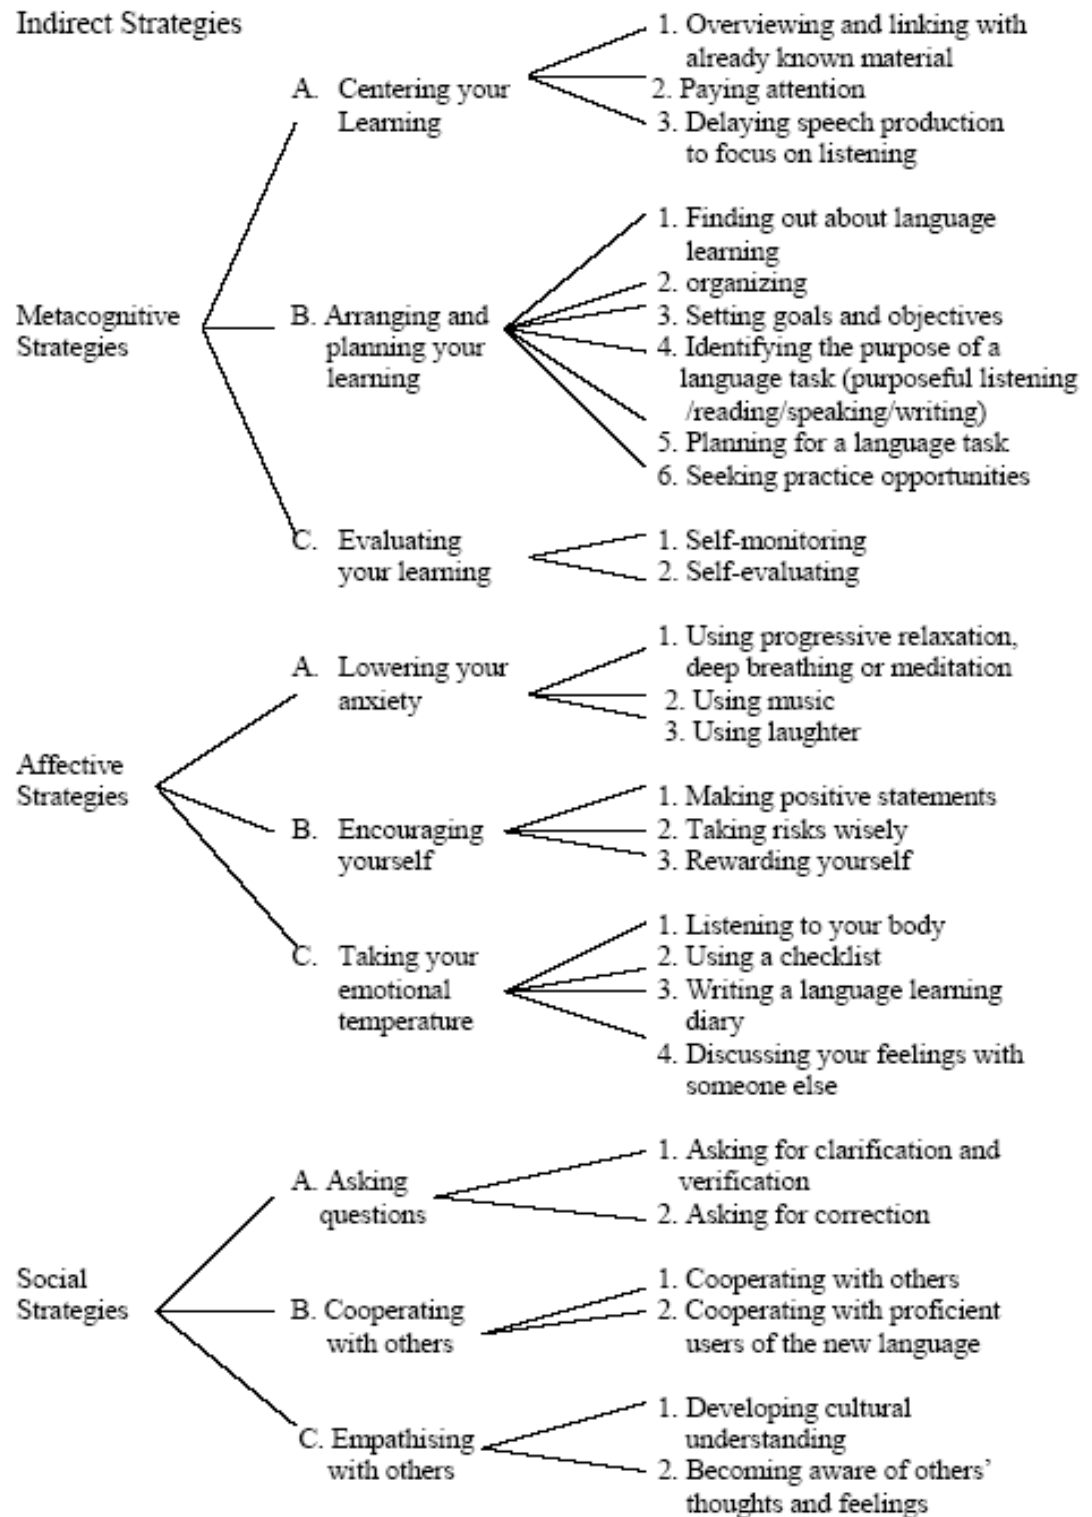 Indirect Strategies
Metacognitive
Strategies
A. Centering your
Learning
1. Overviewing and linking with
already known material
2. Paying attention
3. Delaying speech production
to focus on listening
B. Arranging and
planning your
learning
1. Finding out about language
learning
2. organizing
3. Setting goals and objectives
4. Identifying the purpose of a
language task (purposeful listening
/reading/speaking/writing)
5. Planning for a language task
6. Seeking practice opportunities
C. Evaluating
your learning
1. Self-monitoring
2. Self-evaluating
Affective
Strategies
A. Lowering your
anxiety
1. Using progressive relaxation,
deep breathing or meditation
2. Using music
3. Using laughter
B. Encouraging
yourself
1. Making positive statements
2. Taking risks wisely
3. Rewarding yourself
C. Taking your
emotional
temperature
1. Listening to your body
2. Using a checklist
3. Writing a language learning
diary
4. Discussing your feelings with
someone else
Social
Strategies
A. Asking
questions
1. Asking for clarification and
verification
2. Asking for correction
B. Cooperating
with others
1. Cooperating with others
2. Cooperating with proficient
users of the new language
C. Empathising
with others
1. Developing cultural
understanding
2. Becoming aware of others’
thoughts and feelings